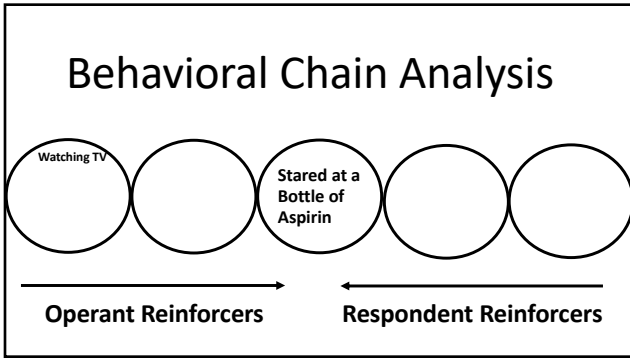 Behavioral Chain Analysis
Watching TV
Stared at a
Bottle of
Aspirin
Operant Reinforcers
Respondent Reinforcers